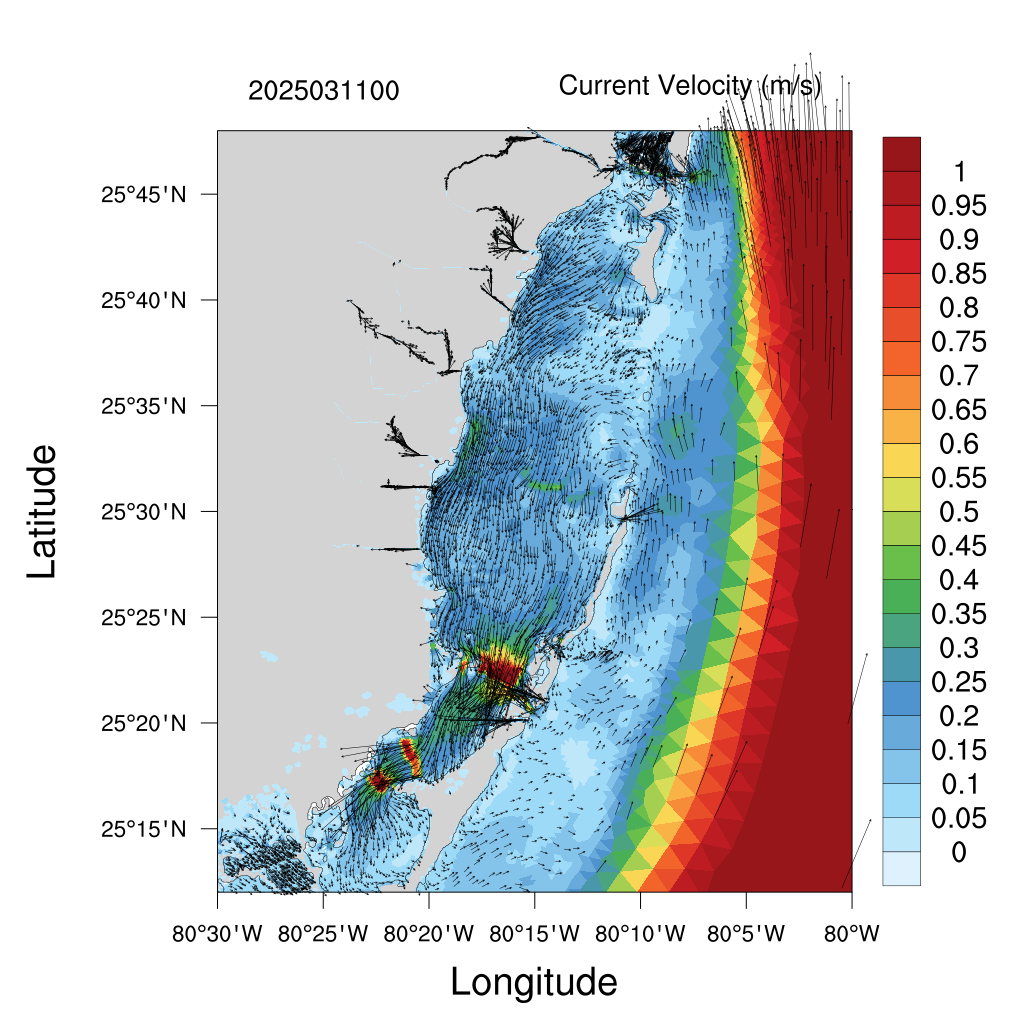 2025031100
Current Velocity (m/s)
25°45'N
25°40'N
25°35'N
25°30'N
25°25'N
25°20'N
25°15'N
Latitude
80°30'W 80°25'W 80°20'W 80°15'W 80°10'W 80°5'W 80°W
Longitude
1
0.95
0.9
0.85
0.8
0.75
0.7
0.65
0.6
0.55
0.5
0.45
0.4
0.35
0.3
0.25
0.2
0.15
0.1
0.05
0